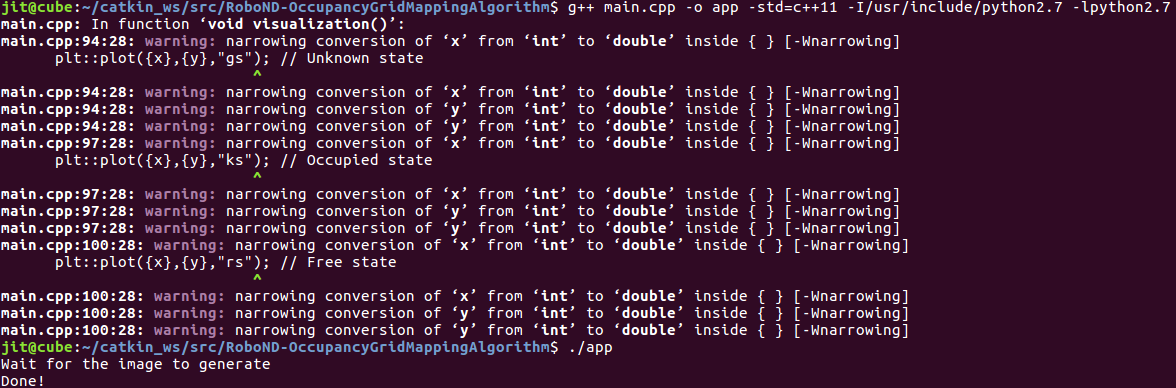 jit@cube:~/catkin_ws/src/RoboND-OccupancyGridMappingAlgorithm$ g++ main.cpp -o app -std=c++11 -I/usr/include/python2.7 -lpython2.7
main.cpp: In function ‘void visualization()’:
main.cpp:94:28: warning: narrowing conversion of ‘x’ from ‘int’ to ‘double’ inside { } [-Wnarrowing]
      plt::plot({x},{y},"gs"); // Unknown state
                            ^
main.cpp:94:28: warning: narrowing conversion of ‘x’ from ‘int’ to ‘double’ inside { } [-Wnarrowing]
main.cpp:94:28: warning: narrowing conversion of ‘y’ from ‘int’ to ‘double’ inside { } [-Wnarrowing]
main.cpp:94:28: warning: narrowing conversion of ‘y’ from ‘int’ to ‘double’ inside { } [-Wnarrowing]
main.cpp:97:28: warning: narrowing conversion of ‘x’ from ‘int’ to ‘double’ inside { } [-Wnarrowing]
      plt::plot({x},{y},"ks"); // Occupied state
                            ^
main.cpp:97:28: warning: narrowing conversion of ‘x’ from ‘int’ to ‘double’ inside { } [-Wnarrowing]
main.cpp:97:28: warning: narrowing conversion of ‘y’ from ‘int’ to ‘double’ inside { } [-Wnarrowing]
main.cpp:97:28: warning: narrowing conversion of ‘y’ from ‘int’ to ‘double’ inside { } [-Wnarrowing]
main.cpp:100:28: warning: narrowing conversion of ‘x’ from ‘int’ to ‘double’ inside { } [-Wnarrowing]
      plt::plot({x},{y},"rs"); // Free state
                            ^
main.cpp:100:28: warning: narrowing conversion of ‘x’ from ‘int’ to ‘double’ inside { } [-Wnarrowing]
main.cpp:100:28: warning: narrowing conversion of ‘y’ from ‘int’ to ‘double’ inside { } [-Wnarrowing]
main.cpp:100:28: warning: narrowing conversion of ‘y’ from ‘int’ to ‘double’ inside { } [-Wnarrowing]
jit@cube:~/catkin_ws/src/RoboND-OccupancyGridMappingAlgorithm$ ./app
Wait for the image to generate
Done!